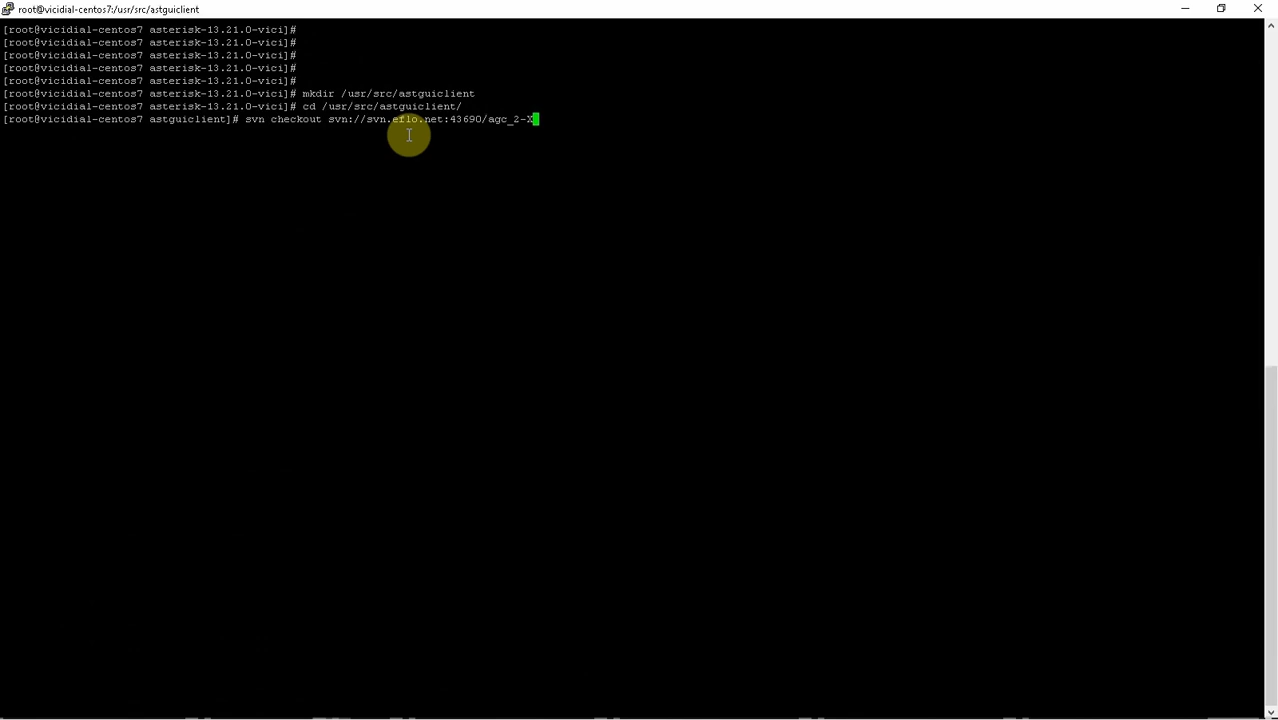 root@vicidial-centos7:/usr/src/astguiclient
[root@vicidial-centos7 asterisk-13.21.0-vici]#
[root@vicidial-centos7 asterisk-13.21.0-vici]#
[root@vicidial-centos7 asterisk-13.21.0-vici]#
[root@vicidial-centos7 asterisk-13.21.0-vici]#
[root@vicidial-centos7 asterisk-13.21.0-vici]#
[root@vicidial-centos7 asterisk-13.21.0-vici]# mkdir /usr/src/astguiclient
[root@vicidial-centos7 asterisk-13.21.0-vici]# cd /usr/src/astguiclient/
[root@vicidial-centos7 astguiclient]# svn checkout svn://svn.eflo.net:43690/agc_2-X